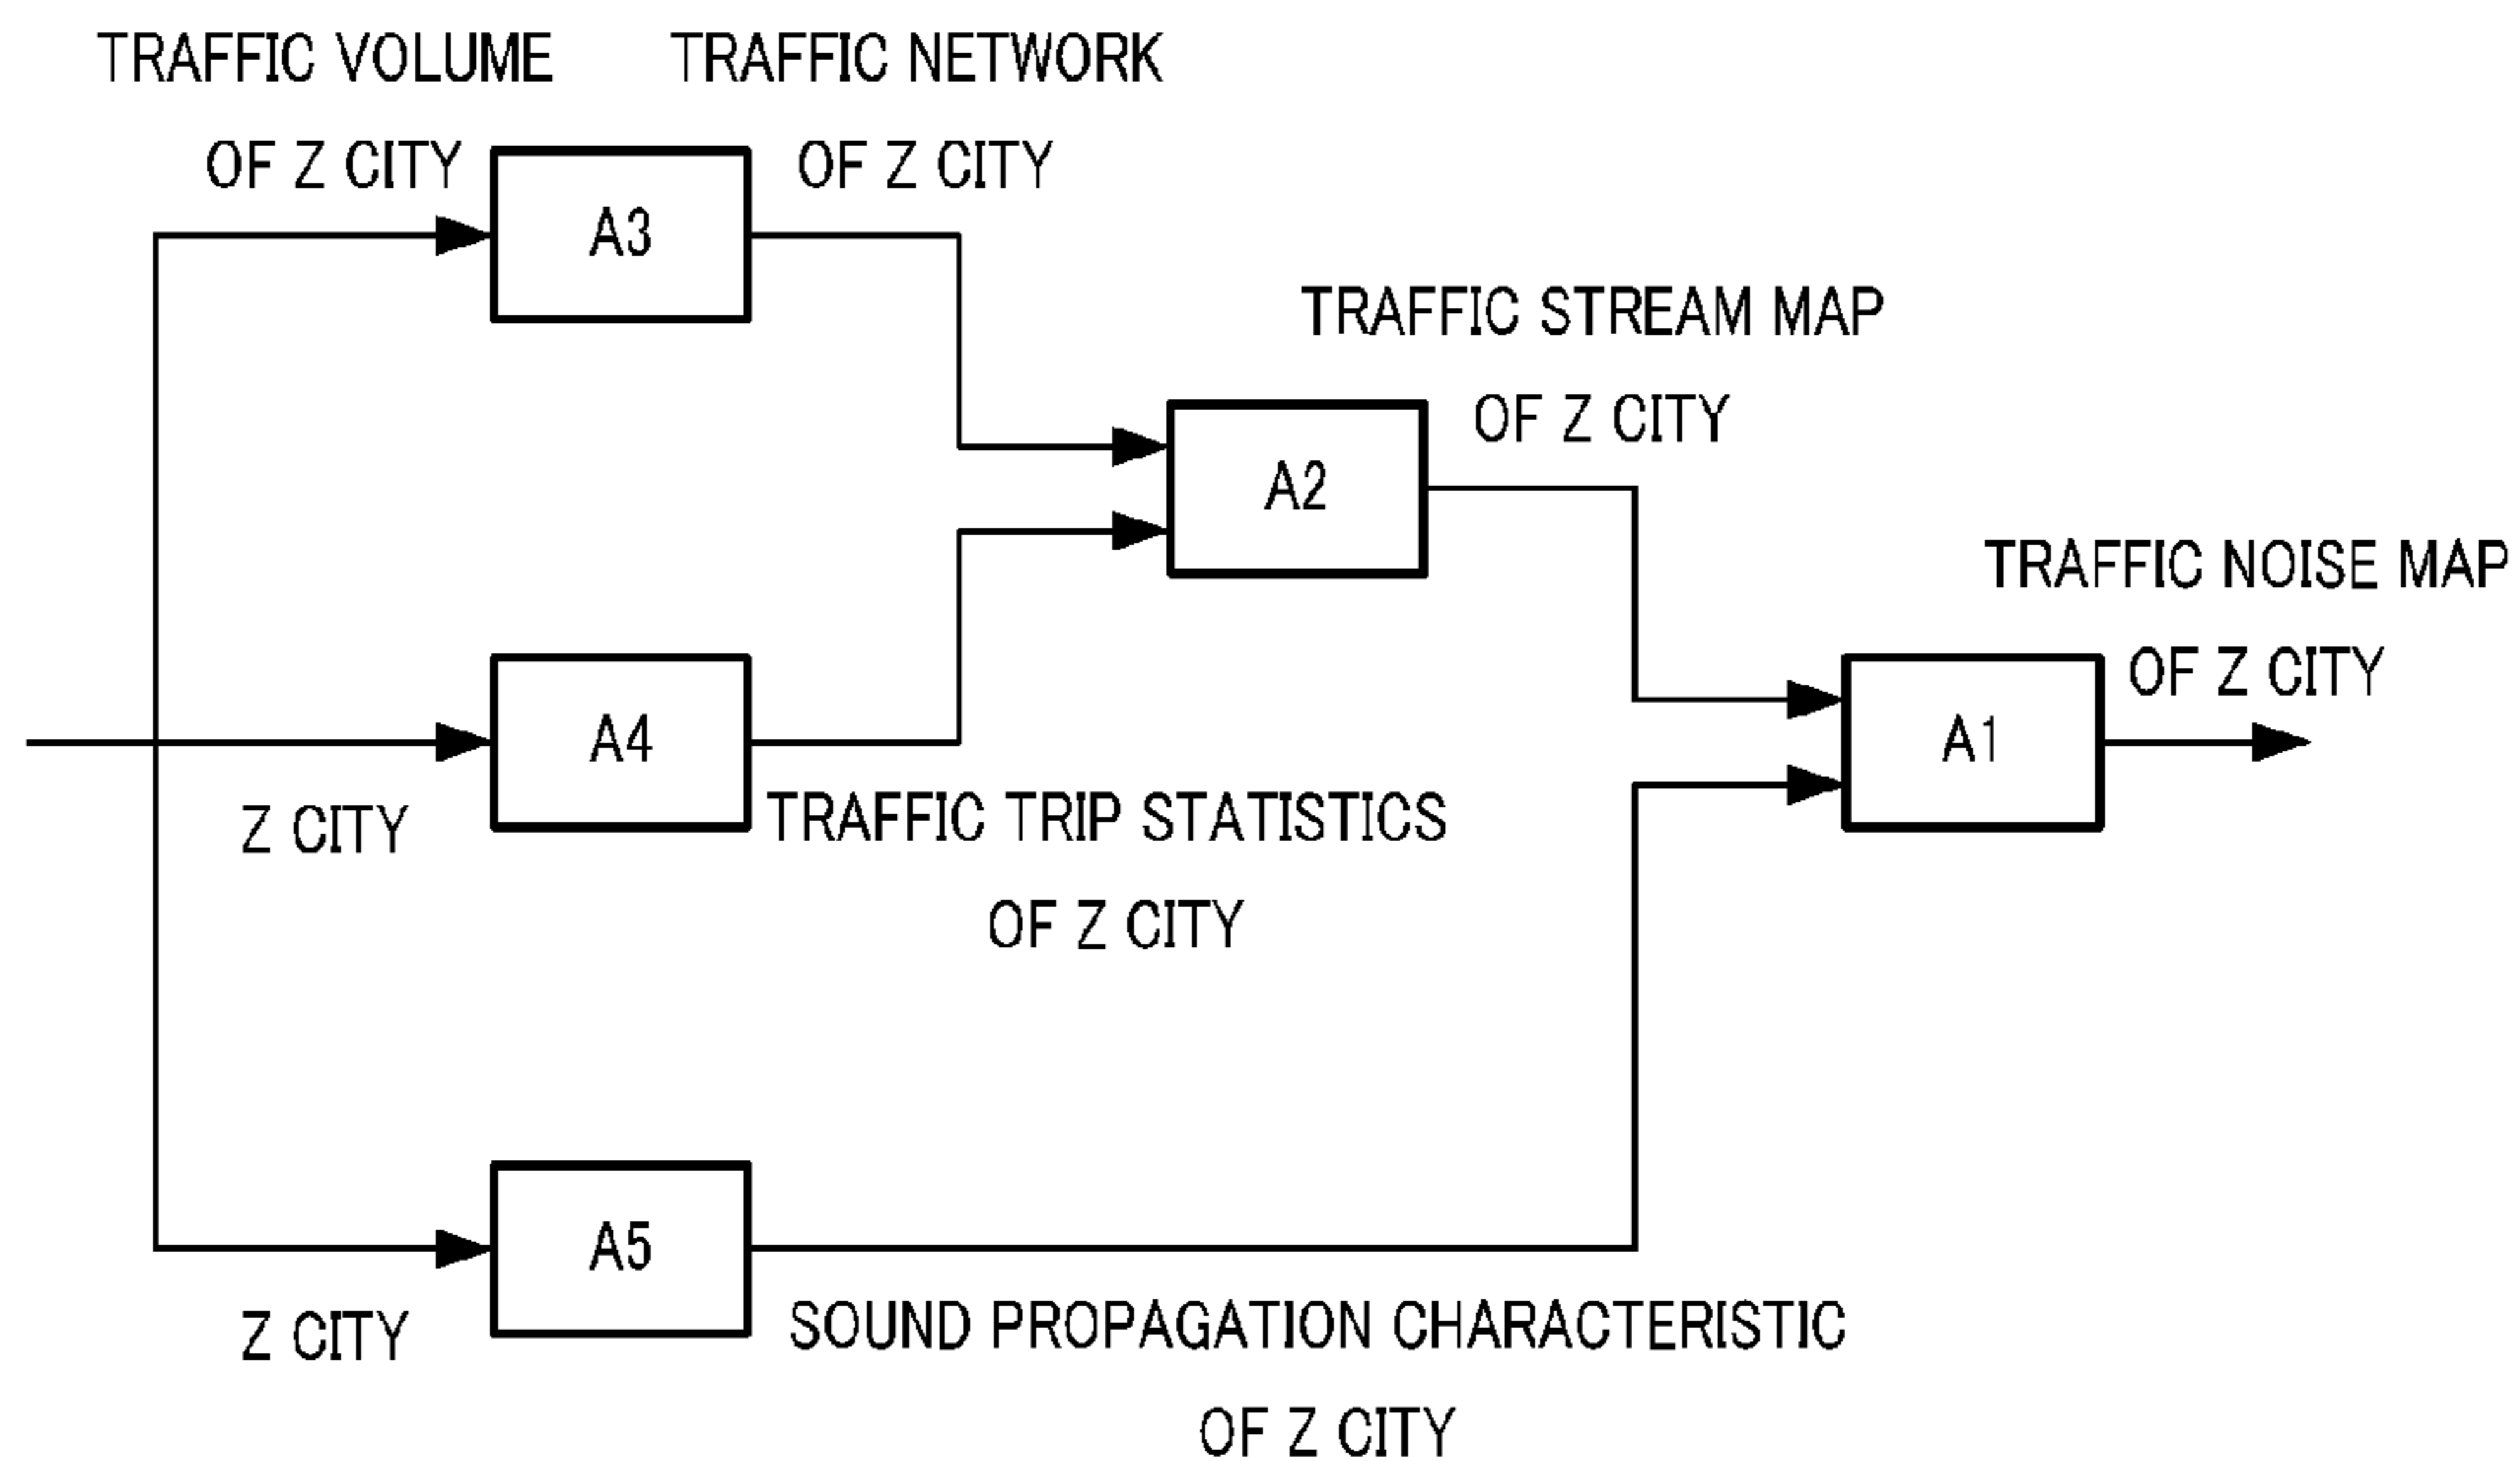 TRAFFIC VOLUME
OF Z CITY
TRAFFIC NETWORK
OF Z CITY
A3
TRAFFIC STREAM MAP
OF Z CITY
A2
TRAFFIC NOISE MAP
OF Z CITY
A1
A4
Z CITY
TRAFFIC TRIP STATISTICS
OF Z CITY
A5
Z CITY
SOUND PROPAGATION CHARACTERISTIC
OF Z CITY